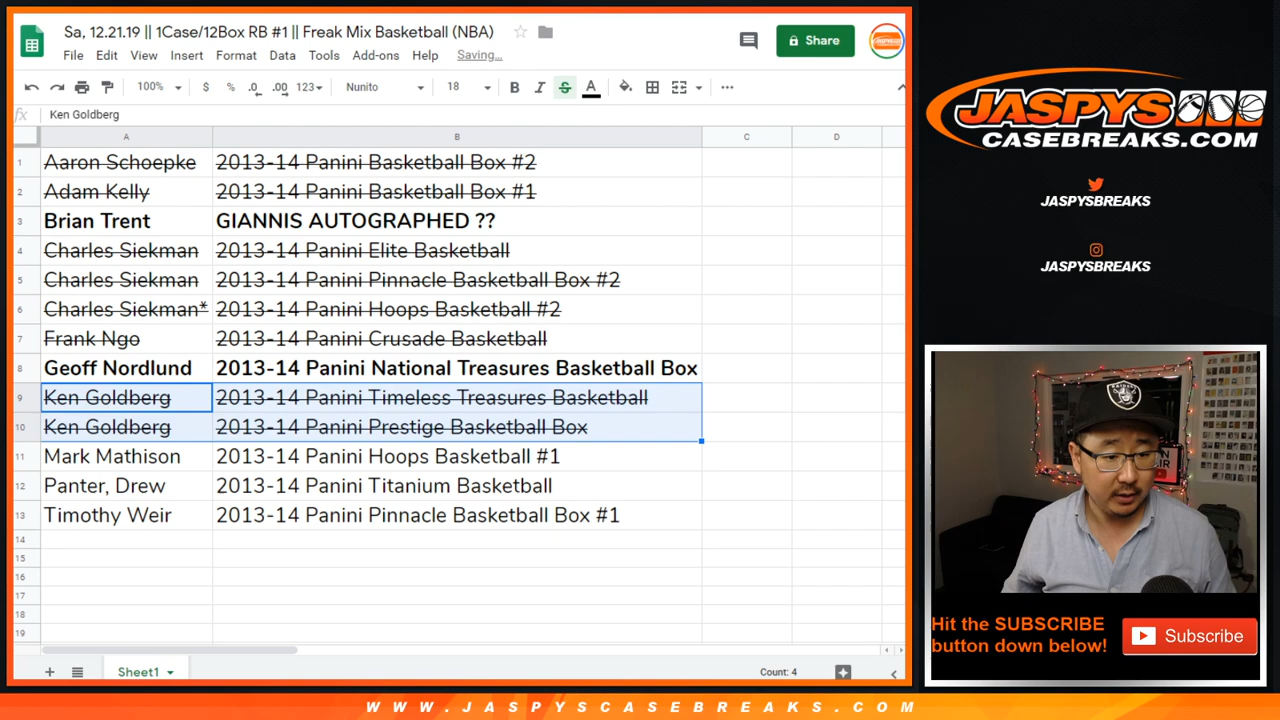 Sa, 12.21.19 || 1Case/12Box RB #1 || Freak Mix Basketball (NBA)
File Edit View Insert Format Data Tools Add-ons Help Saving...
Share
100% $ % .0 .00 123 Nunito 18 B I S A
fx Ken Goldberg
A B C D
1 Aaron Schoepke 2013-14 Panini Basketball Box #2
2 Adam Kelly 2013-14 Panini Basketball Box #1
3 Brian Trent GIANNIS AUTOGRAPHED ??
4 Charles Siekman 2013-14 Panini Elite Basketball
5 Charles Siekman 2013-14 Panini Pinnacle Basketball Box #2
6 Charles Siekman* 2013-14 Panini Hoops Basketball #2
7 Frank Ngo 2013-14 Panini Crusade Basketball
8 Geoff Nordlund 2013-14 Panini National Treasures Basketball Box
9 Ken Goldberg 2013-14 Panini Timeless Treasures Basketball
10 Ken Goldberg 2013-14 Panini Prestige Basketball Box
11 Mark Mathison 2013-14 Panini Hoops Basketball #1
12 Panter, Drew 2013-14 Panini Titanium Basketball
13 Timothy Weir 2013-14 Panini Pinnacle Basketball Box #1
14
15
16
17
18
19
Sheet1 Count: 4
JASPYS
CASEBREAKS.COM
JASPYSBREAKS
JASPYSBREAKS
RAIDERS
Hit the SUBSCRIBE
button down below!
Subscribe
WWW.JASPYSCASEBREAKS.COM